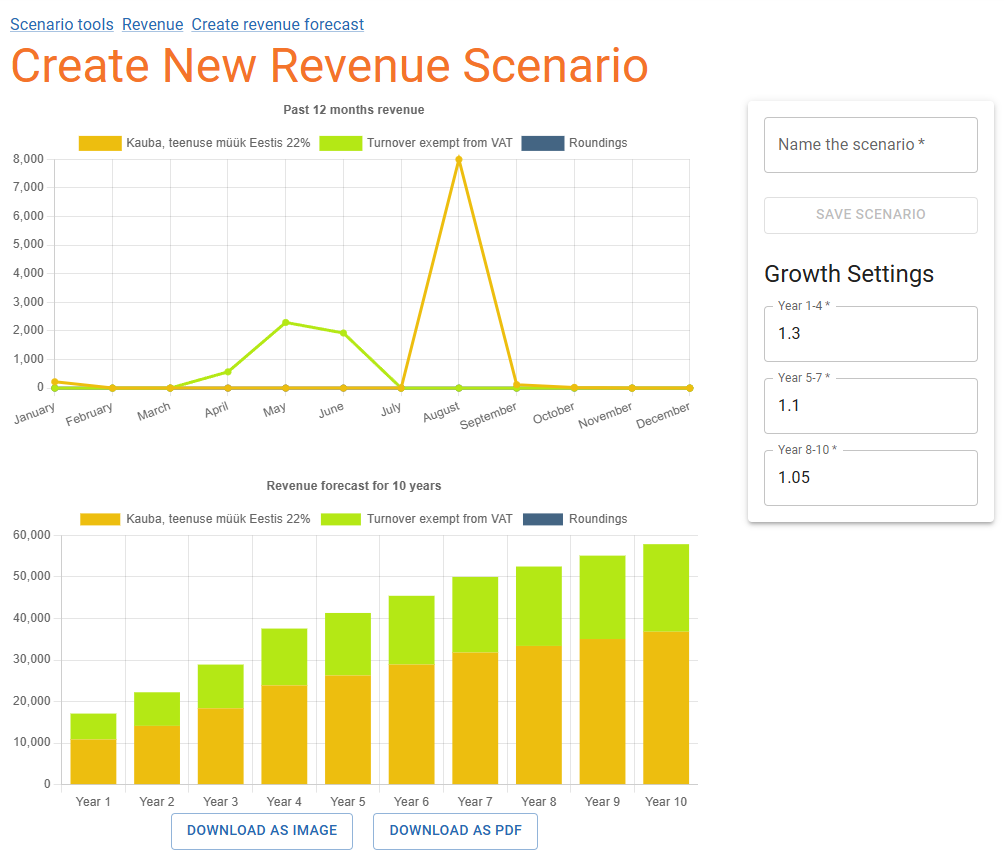 Scenario tools Revenue Create revenue forecast
Create New Revenue Scenario
Past 12 months revenue
Kauba, teenuse müük Eestis 22% Turnover exempt from VAT Roundings
8,000
7,000
6,000
5,000
4,000
3,000
2,000
1,000
0
January February March April May June July August September October November December
Revenue forecast for 10 years
Kauba, teenuse müük Eestis 22% Turnover exempt from VAT Roundings
60,000
50,000
40,000
30,000
20,000
10,000
0
Year 1 Year 2 Year 3 Year 4 Year 5 Year 6 Year 7 Year 8 Year 9 Year 10
DOWNLOAD AS IMAGE DOWNLOAD AS PDF
Name the scenario *
SAVE SCENARIO
Growth Settings
Year 1-4 *
1.3
Year 5-7 *
1.1
Year 8-10 *
1.05